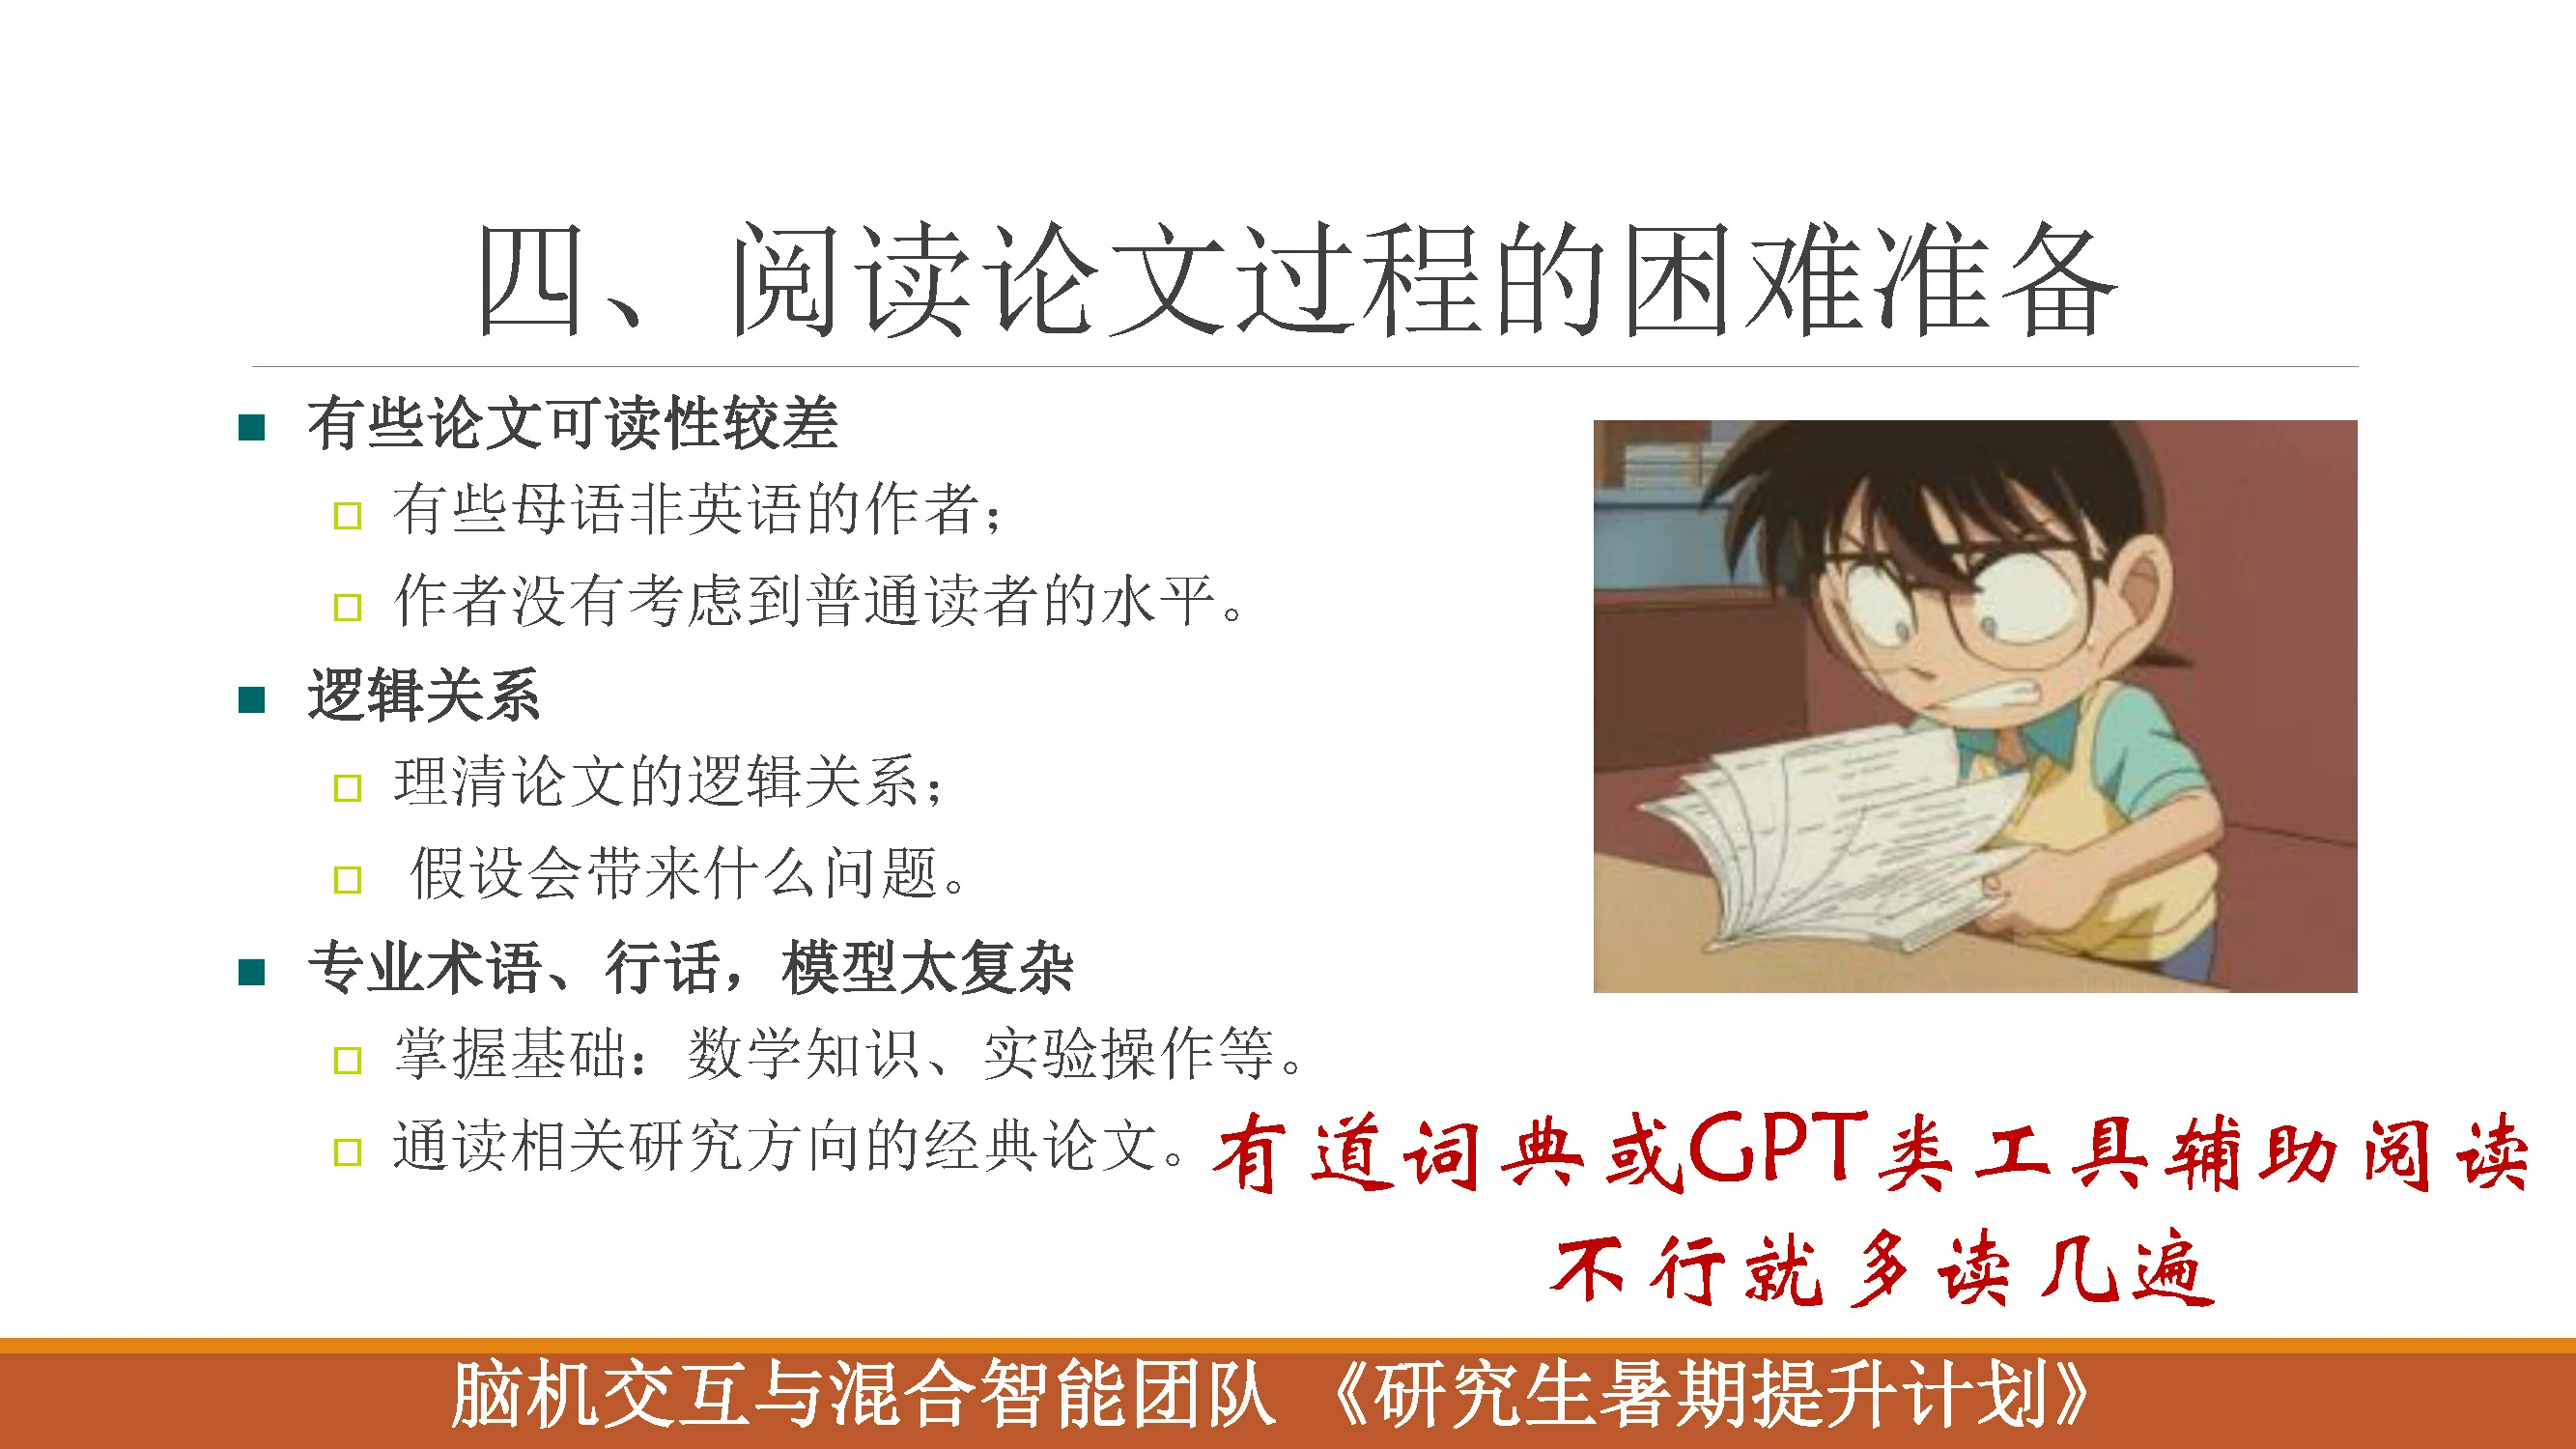 四、阅读论文过程的困难准备
有些论文可读性较差
有些母语非英语的作者；
作者没有考虑到普通读者的水平。
逻辑关系
理清论文的逻辑关系；
假设会带来什么问题。
专业术语、行话，模型太复杂
掌握基础：数学知识、实验操作等。
通读相关研究方向的经典论文。
有道词典或GPT类工具辅助阅读
不行就多读几遍
脑机交互与混合智能团队 《研究生暑期提升计划》